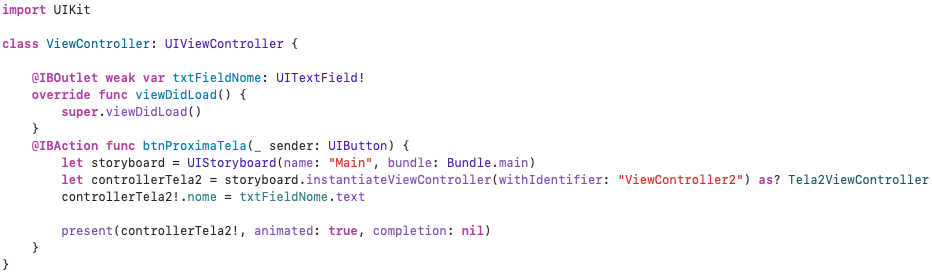 import UIKit
class ViewController: UIViewController {
@IBOutlet weak var txtFieldNome: UITextField!
override func viewDidLoad() {
super.viewDidLoad()
}
@IBAction func btnProximaTela(_ sender: UIButton) {
let storyboard = UIStoryboard(name: "Main", bundle: Bundle.main)
let controllerTela2 = storyboard.instantiateViewController(withIdentifier: "ViewController2") as? Tela2ViewController
controllerTela2!.nome = txtFieldNome.text
present(controllerTela2!, animated: true, completion: nil)
}
}